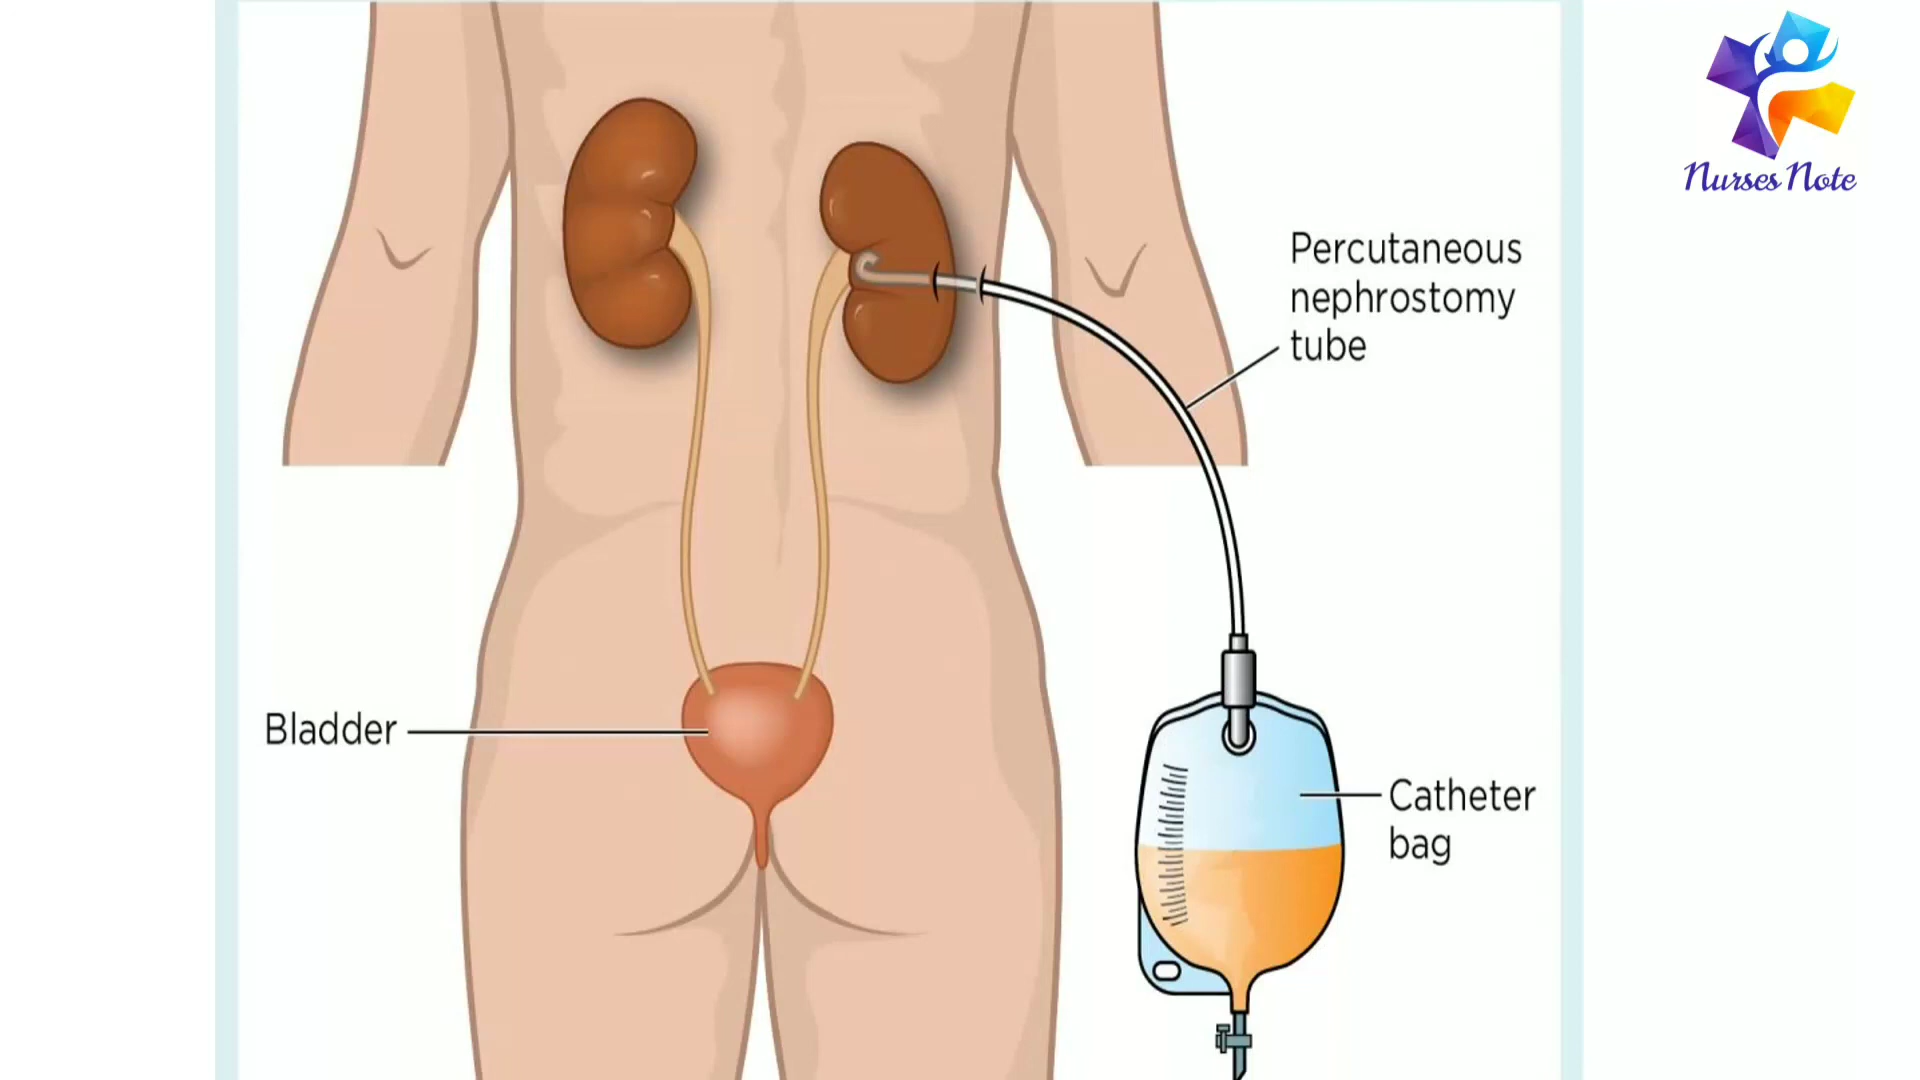 Nurses Note
Percutaneous
nephrostomy
tube
Bladder
Catheter
bag